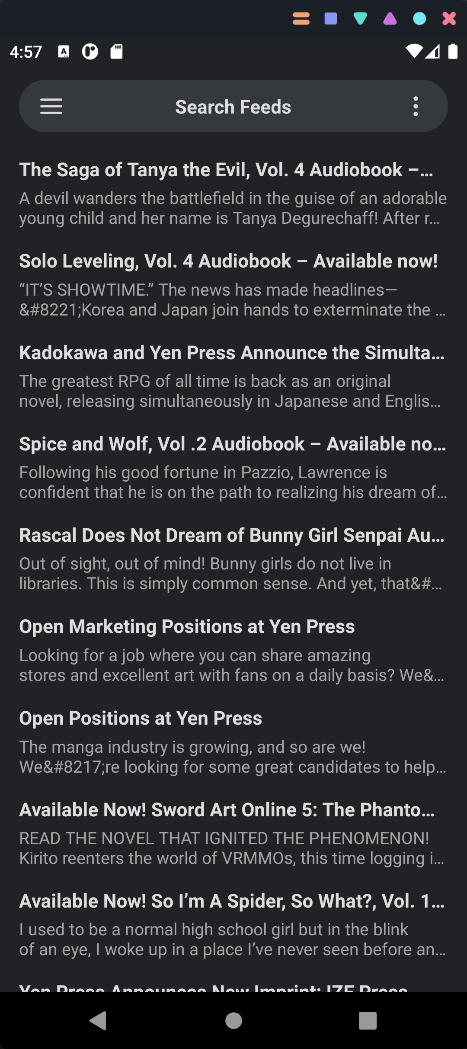 4:57
Search Feeds
The Saga of Tanya the Evil, Vol. 4 Audiobook –...
A devil wanders the battlefield in the guise of an adorable
young child and her name is Tanya Degurechaff! After r...
Solo Leveling, Vol. 4 Audiobook – Available now!
“IT’S SHOWTIME.” The news has made headlines—
&#8221;Korea and Japan join hands to exterminate the ...
Kadokawa and Yen Press Announce the Simulta...
The greatest RPG of all time is back as an original
novel, releasing simultaneously in Japanese and Englis...
Spice and Wolf, Vol .2 Audiobook – Available no...
Following his good fortune in Pazzio, Lawrence is
confident that he is on the path to realizing his dream of...
Rascal Does Not Dream of Bunny Girl Senpai Au...
Out of sight, out of mind! Bunny girls do not live in
libraries. This is simply common sense. And yet, that&#...
Open Marketing Positions at Yen Press
Looking for a job where you can share amazing
stores and excellent art with fans on a daily basis? We&...
Open Positions at Yen Press
The manga industry is growing, and so are we!
We&#8217;re looking for some great candidates to help...
Available Now! Sword Art Online 5: The Phanto...
READ THE NOVEL THAT IGNITED THE PHENOMENON!
Kirito reenters the world of VRMMOs, this time logging i...
Available Now! So I’m A Spider, So What?, Vol. 1...
I used to be a normal high school girl but in the blink
of an eye, I woke up in a place I’ve never seen before an...
Yen Press Announces New Imprint: IZE Press